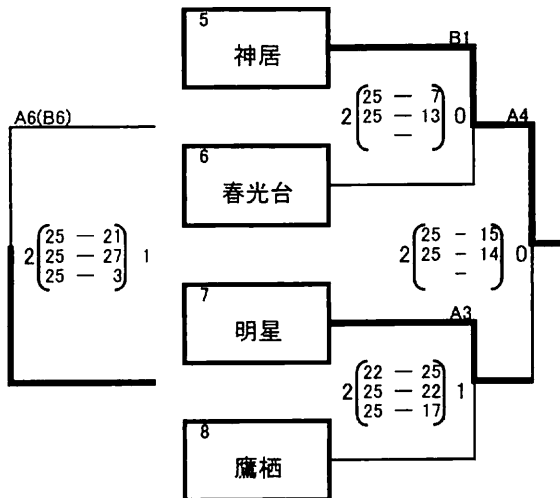 5
神居
B1
25 — 7
2 25 — 13 0
—
A6(B6)
A4
6
春光台
25 — 21
2 25 — 27 1
25 — 3
25 - 15
2 25 - 14 0
-
7
明星
A3
22 — 25
2 25 — 22 1
25 — 17
8
鷹栖